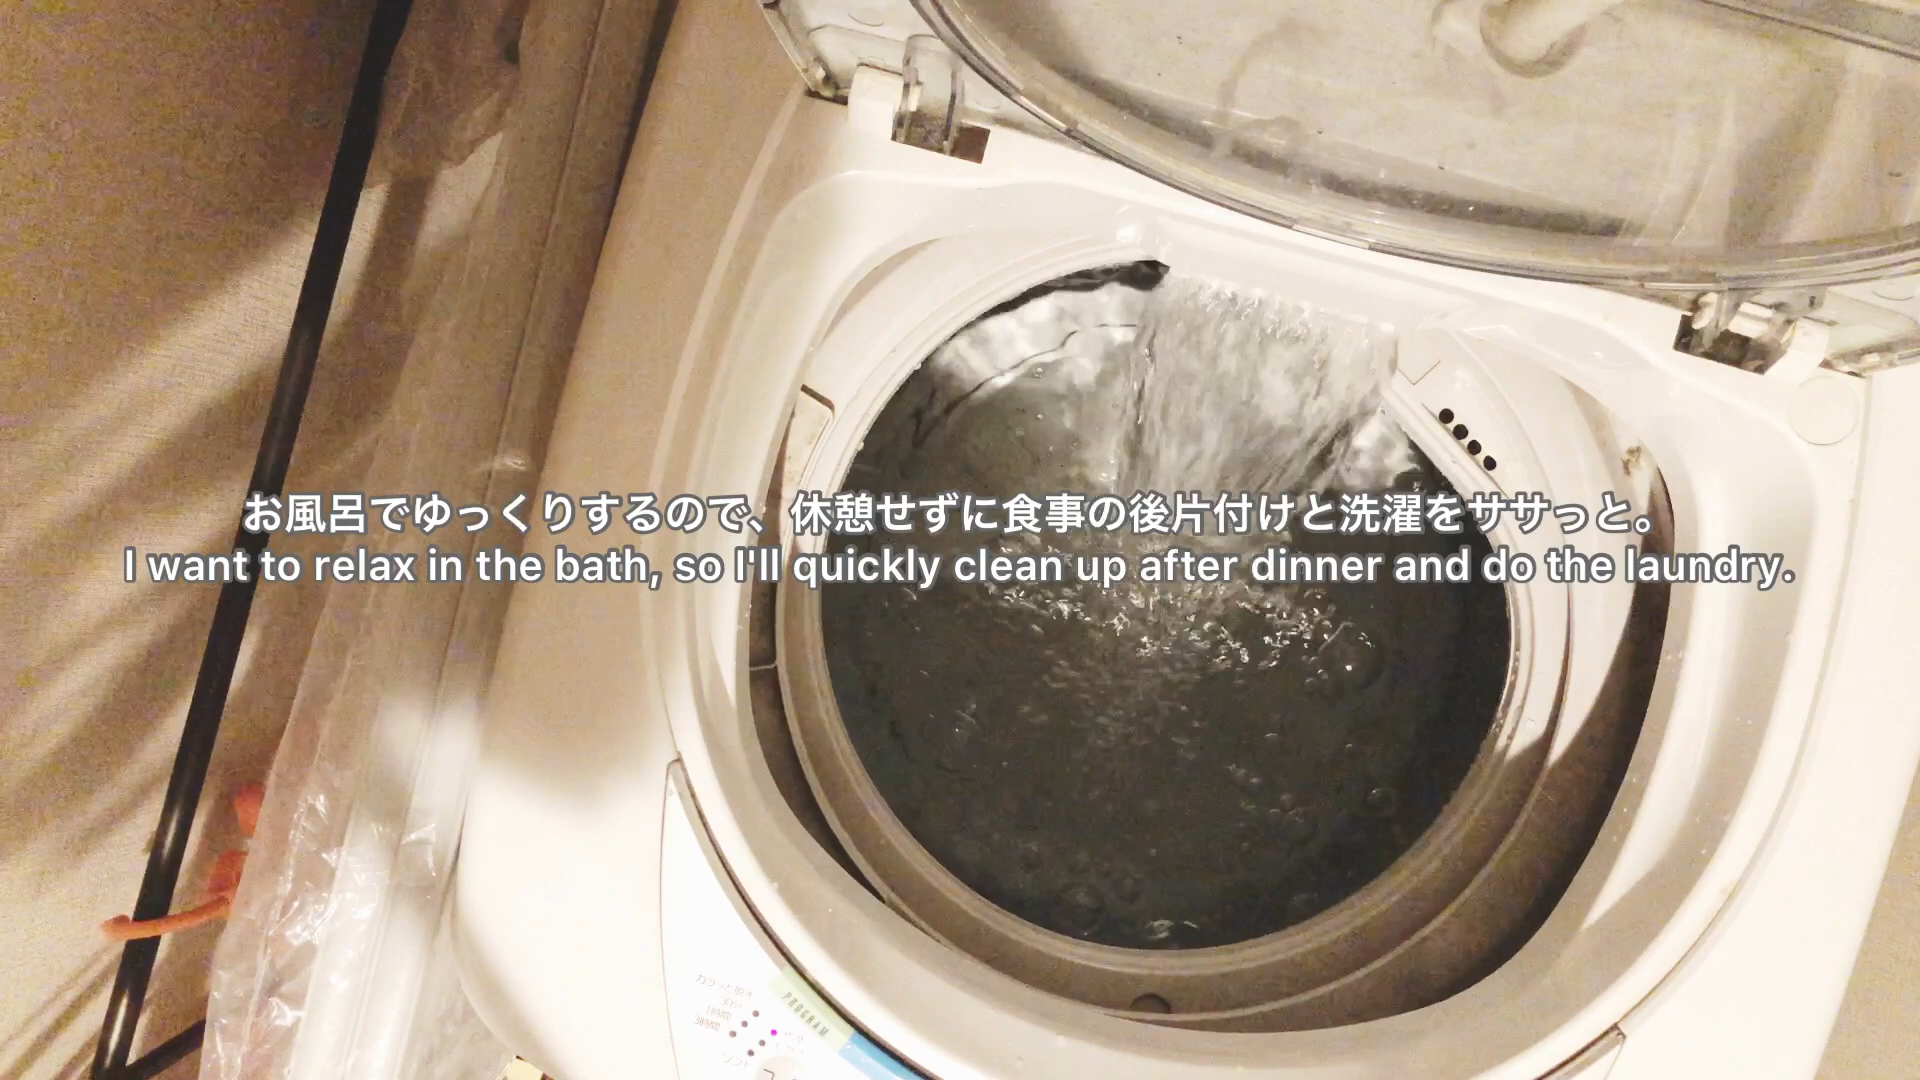 お風呂でゆっくりするので、休憩せずに食事の後片付けと洗濯をササっと。
I want to relax in the bath, so I'll quickly clean up after dinner and do the laundry.
PROGRAM